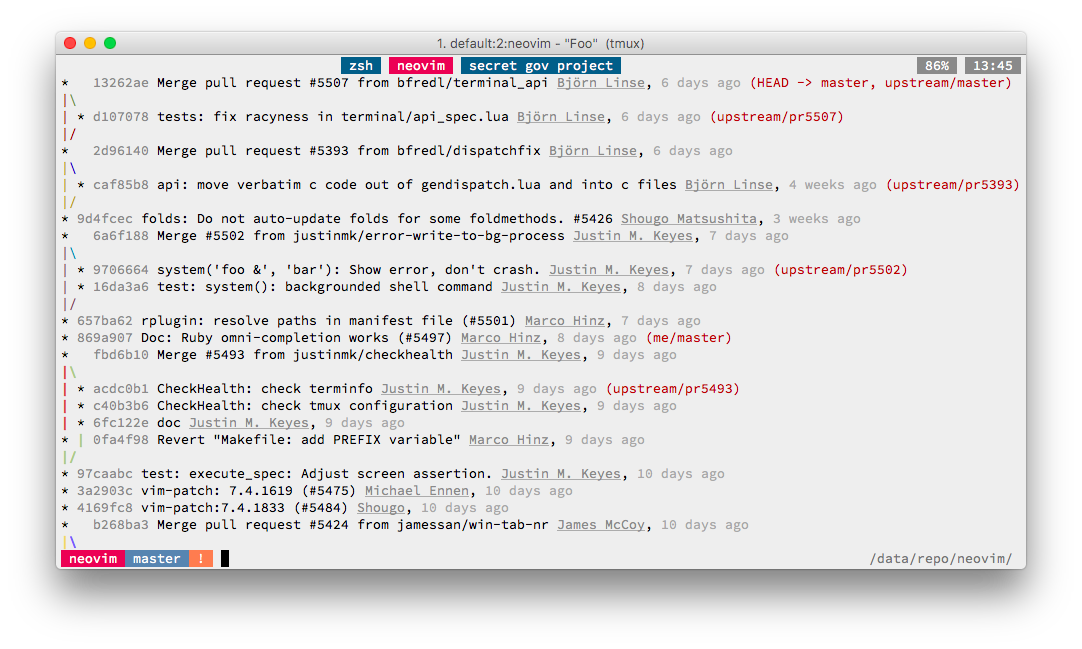 1. default:2:neovim - "Foo" (tmux)
zsh neovim secret gov project 86% 13:45
*   13262ae Merge pull request #5507 from bfredl/terminal_api Björn Linse, 6 days ago (HEAD -> master, upstream/master)
|\
| * d107078 tests: fix racyness in terminal/api_spec.lua Björn Linse, 6 days ago (upstream/pr5507)
|/
*   2d96140 Merge pull request #5393 from bfredl/dispatchfix Björn Linse, 6 days ago
|\
| * caf85b8 api: move verbatim c code out of gendispatch.lua and into c files Björn Linse, 4 weeks ago (upstream/pr5393)
|/
* 9d4fcec folds: Do not auto-update folds for some foldmethods. #5426 Shougo Matsushita, 3 weeks ago
*   6a6f188 Merge #5502 from justinmk/error-write-to-bg-process Justin M. Keyes, 7 days ago
|\
| * 9706664 system('foo &', 'bar'): Show error, don't crash. Justin M. Keyes, 7 days ago (upstream/pr5502)
| * 16da3a6 test: system(): backgrounded shell command Justin M. Keyes, 8 days ago
|/
* 657ba62 rplugin: resolve paths in manifest file (#5501) Marco Hinz, 7 days ago
* 869a907 Doc: Ruby omni-completion works (#5497) Marco Hinz, 8 days ago (me/master)
*   fbd6b10 Merge #5493 from justinmk/checkhealth Justin M. Keyes, 9 days ago
|\
| * acdc0b1 CheckHealth: check terminfo Justin M. Keyes, 9 days ago (upstream/pr5493)
| * c40b3b6 CheckHealth: check tmux configuration Justin M. Keyes, 9 days ago
| * 6fc122e doc Justin M. Keyes, 9 days ago
* | 0fa4f98 Revert "Makefile: add PREFIX variable" Marco Hinz, 9 days ago
|/
* 97caabc test: execute_spec: Adjust screen assertion. Justin M. Keyes, 10 days ago
* 3a2903c vim-patch: 7.4.1619 (#5475) Michael Ennen, 10 days ago
* 4169fc8 vim-patch:7.4.1833 (#5484) Shougo, 10 days ago
*   b268ba3 Merge pull request #5424 from jamessan/win-tab-nr James McCoy, 10 days ago
|\
neovim master ! /data/repo/neovim/